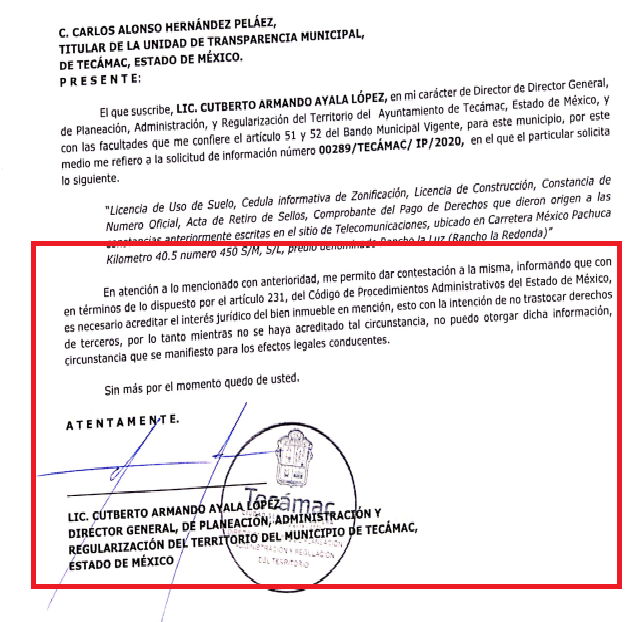 C. CARLOS ALONSO HERNÁNDEZ PELÁEZ,
TITULAR DE LA UNIDAD DE TRANSPARENCIA MUNICIPAL,
DE TECÁMAC, ESTADO DE MÉXICO.
P R E S E N T E:
El que suscribe, LIC. CUTBERTO ARMANDO AYALA LÓPEZ, en mi carácter de Director de Director General,
de Planeación, Administración, y Regularización del Territorio del Ayuntamiento de Tecámac, Estado de México, y
con las facultades que me confiere el artículo 51 y 52 del Bando Municipal Vigente, para este municipio, por este
medio me refiero a la solicitud de información número 00289/TECÁMAC/ IP/2020, en el que el particular solicita
lo siguiente.
"Licencia de Uso de Suelo, Cedula informativa de Zonificación, Licencia de Construcción, Constancia de
Numero Oficial, Acta de Retiro de Sellos, Comprobante del Pago de Derechos que dieron origen a las
constancias anteriormente escritas en el sitio de Telecomunicaciones, ubicado en Carretera México Pachuca
Kilometro 40.5 numero 450 S/M, S/L, predio denominado Rancho la Luz (Rancho la Redonda)"
En atención a lo mencionado con anterioridad, me permito dar contestación a la misma, informando que con
en términos de lo dispuesto por el artículo 231, del Código de Procedimientos Administrativos del Estado de México,
es necesario acreditar el interés jurídico del bien inmueble en mención, esto con la intención de no trastocar derechos
de terceros, por lo tanto mientras no se haya acreditado tal circunstancia, no puedo otorgar dicha información,
circunstancia que se manifiesto para los efectos legales conducentes.
Sin más por el momento quedo de usted.
A T E N T A M E N T E.
Tecámac
LIC. CUTBERTO ARMANDO AYALA LÓPEZ
DIRECTOR GENERAL, DE PLANEACIÓN, ADMINISTRACIÓN Y
REGULARIZACIÓN DEL TERRITORIO DEL MUNICIPIO DE TECÁMAC,
ESTADO DE MÉXICO
ADMINISTRACIÓN Y REGULACIÓN
DEL TERRITORIO